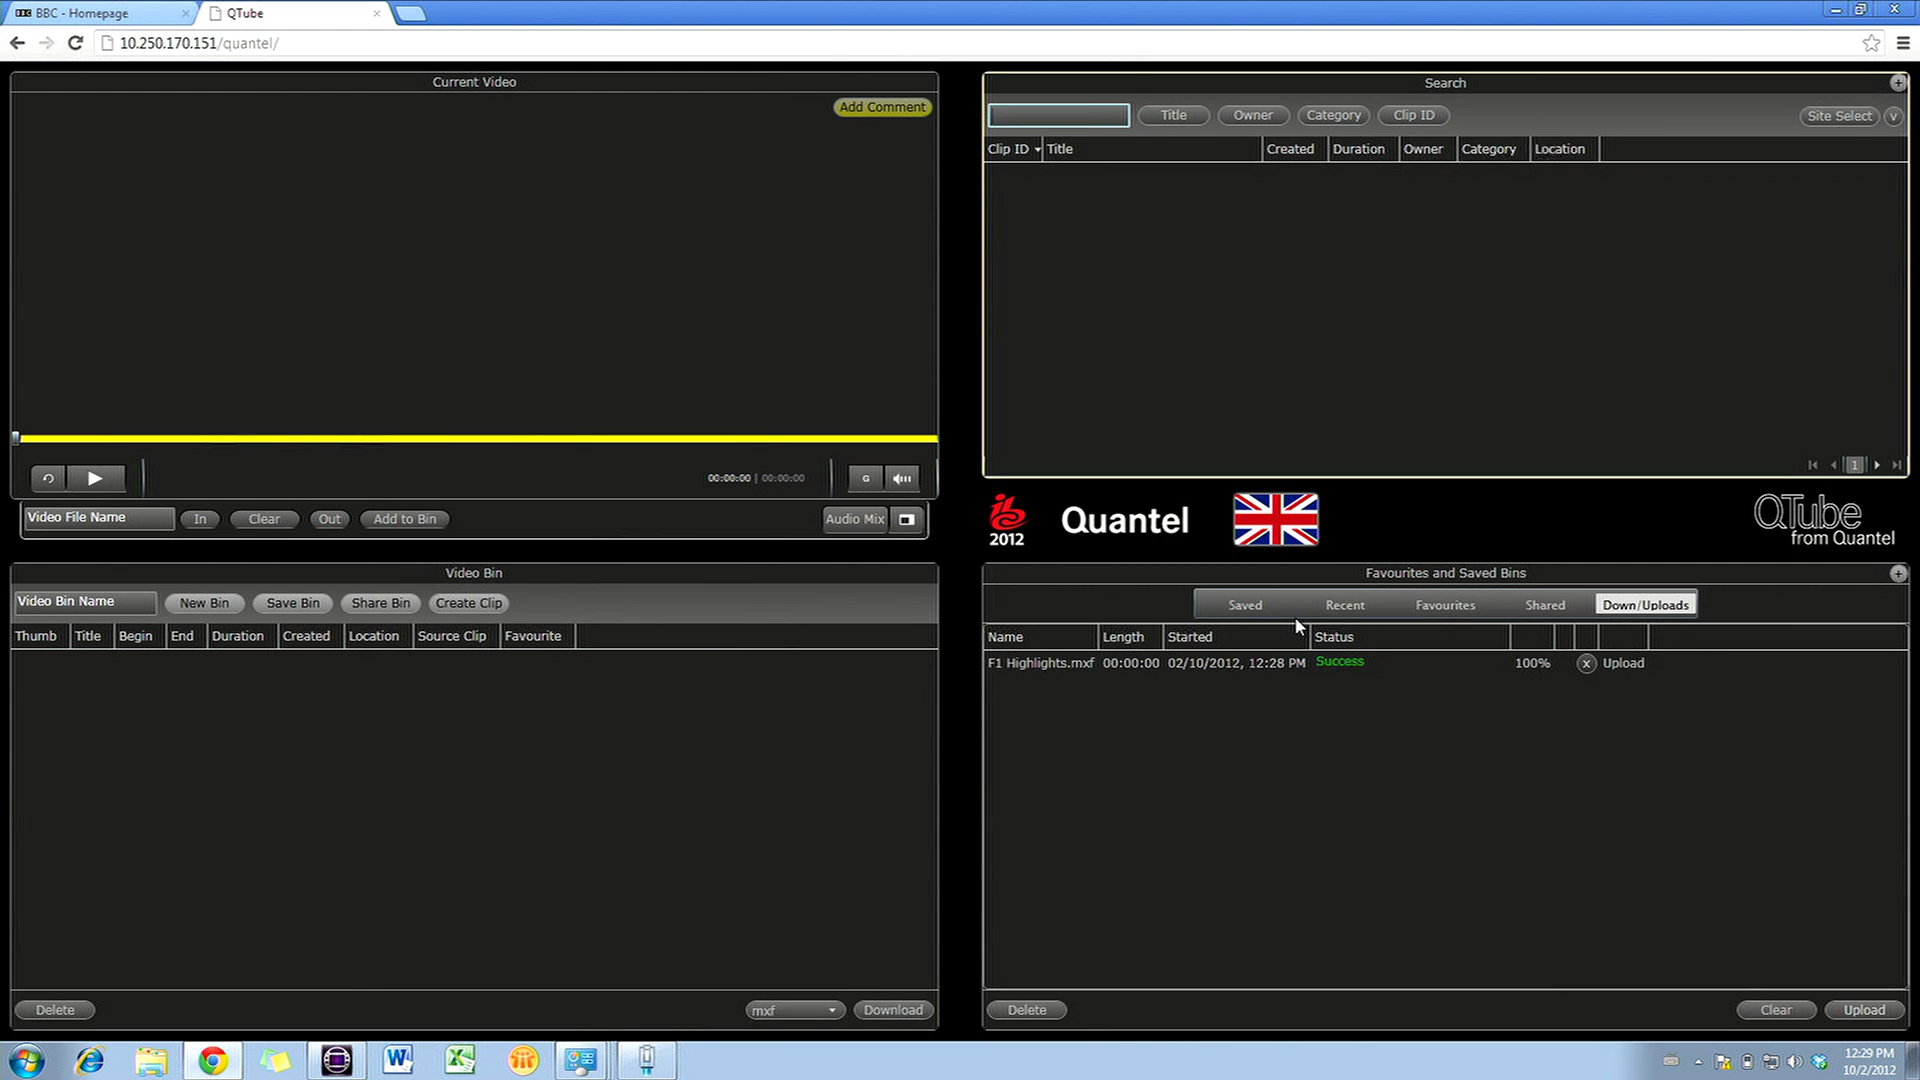 BBC - Homepage
QTube
10.250.170.151/quantel/
Current Video
Add Comment
00:00:00 | 00:00:00
G
Video File Name In Clear Out Add to Bin Audio Mix
Search
Title Owner Category Clip ID Site Select v
Clip ID Title Created Duration Owner Category Location
1
2012 Quantel
QTube
from Quantel
Video Bin
Video Bin Name New Bin Save Bin Share Bin Create Clip
Thumb Title Begin End Duration Created Location Source Clip Favourite
Delete mxf Download
Favourites and Saved Bins
Saved Recent Favourites Shared Down/Uploads
Name Length Started Status
F1 Highlights.mxf 00:00:00 02/10/2012, 12:28 PM Success 100% x Upload
Delete Clear Upload
12:29 PM
10/2/2012